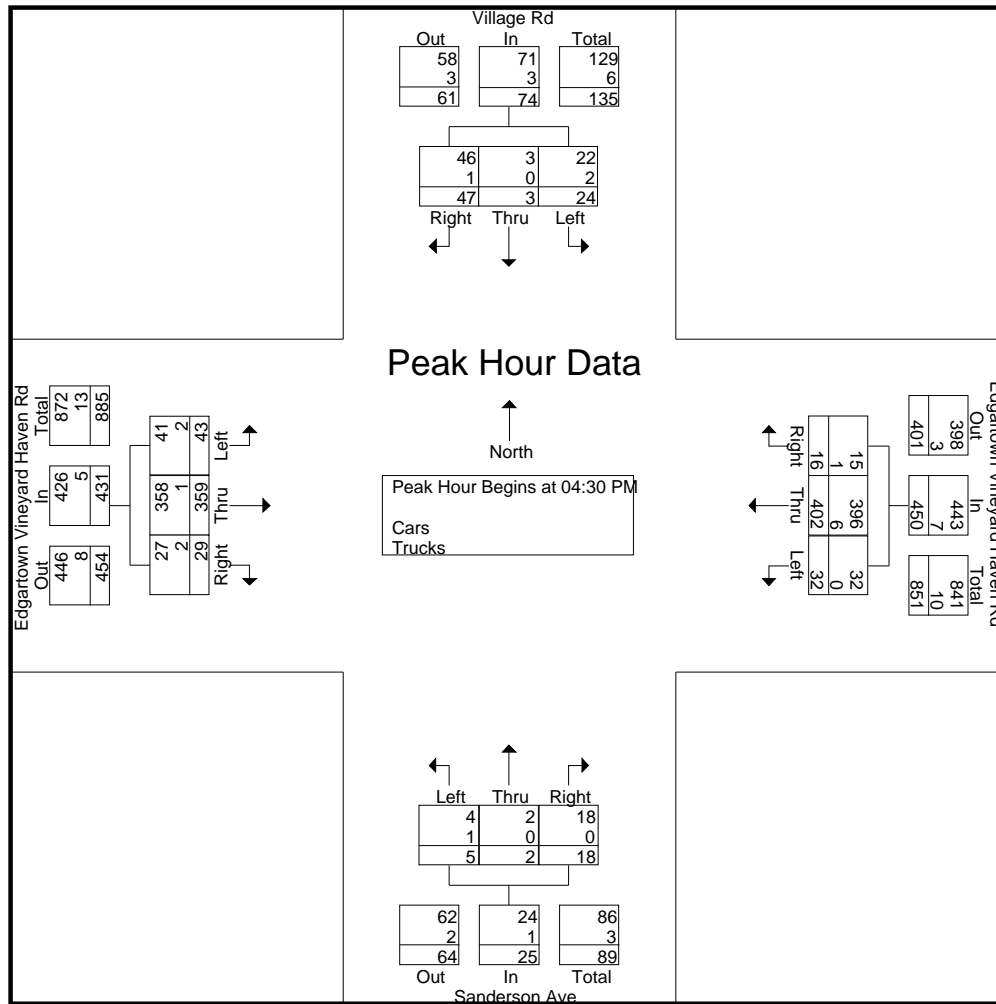 Village Rd
Out In Total
58 71 129
3 3 6
61 74 135
46 3 22
1 0 2
47 3 24
Right Thru Left
Peak Hour Data
North
Peak Hour Begins at 04:30 PM
Cars
Trucks
Edgartown Vineyard Haven Rd
Out In Total
446 426 872
8 5 13
454 431 885
27 358 41
2 1 2
29 359 43
Right Thru Left
Edgartown Vineyard Haven Rd
Out In Total
398 443 841
3 7 10
401 450 851
15 396 32
1 6 0
16 402 32
Right Thru Left
Left Thru Right
4 2 18
1 0 0
5 2 18
62 24 86
2 1 3
64 25 89
Out In Total
Sanderson Ave